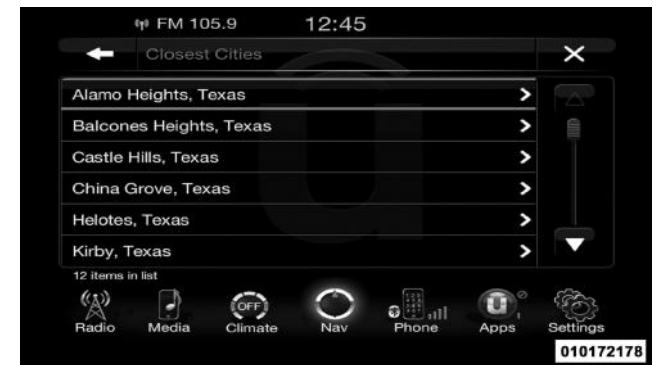 FM 105.9 12:45
Closest Cities
Alamo Heights, Texas
Balcones Heights, Texas
Castle Hills, Texas
China Grove, Texas
Helotes, Texas
Kirby, Texas
12 items in list
OFF
Radio Media Climate Nav Phone Apps Settings
010172178